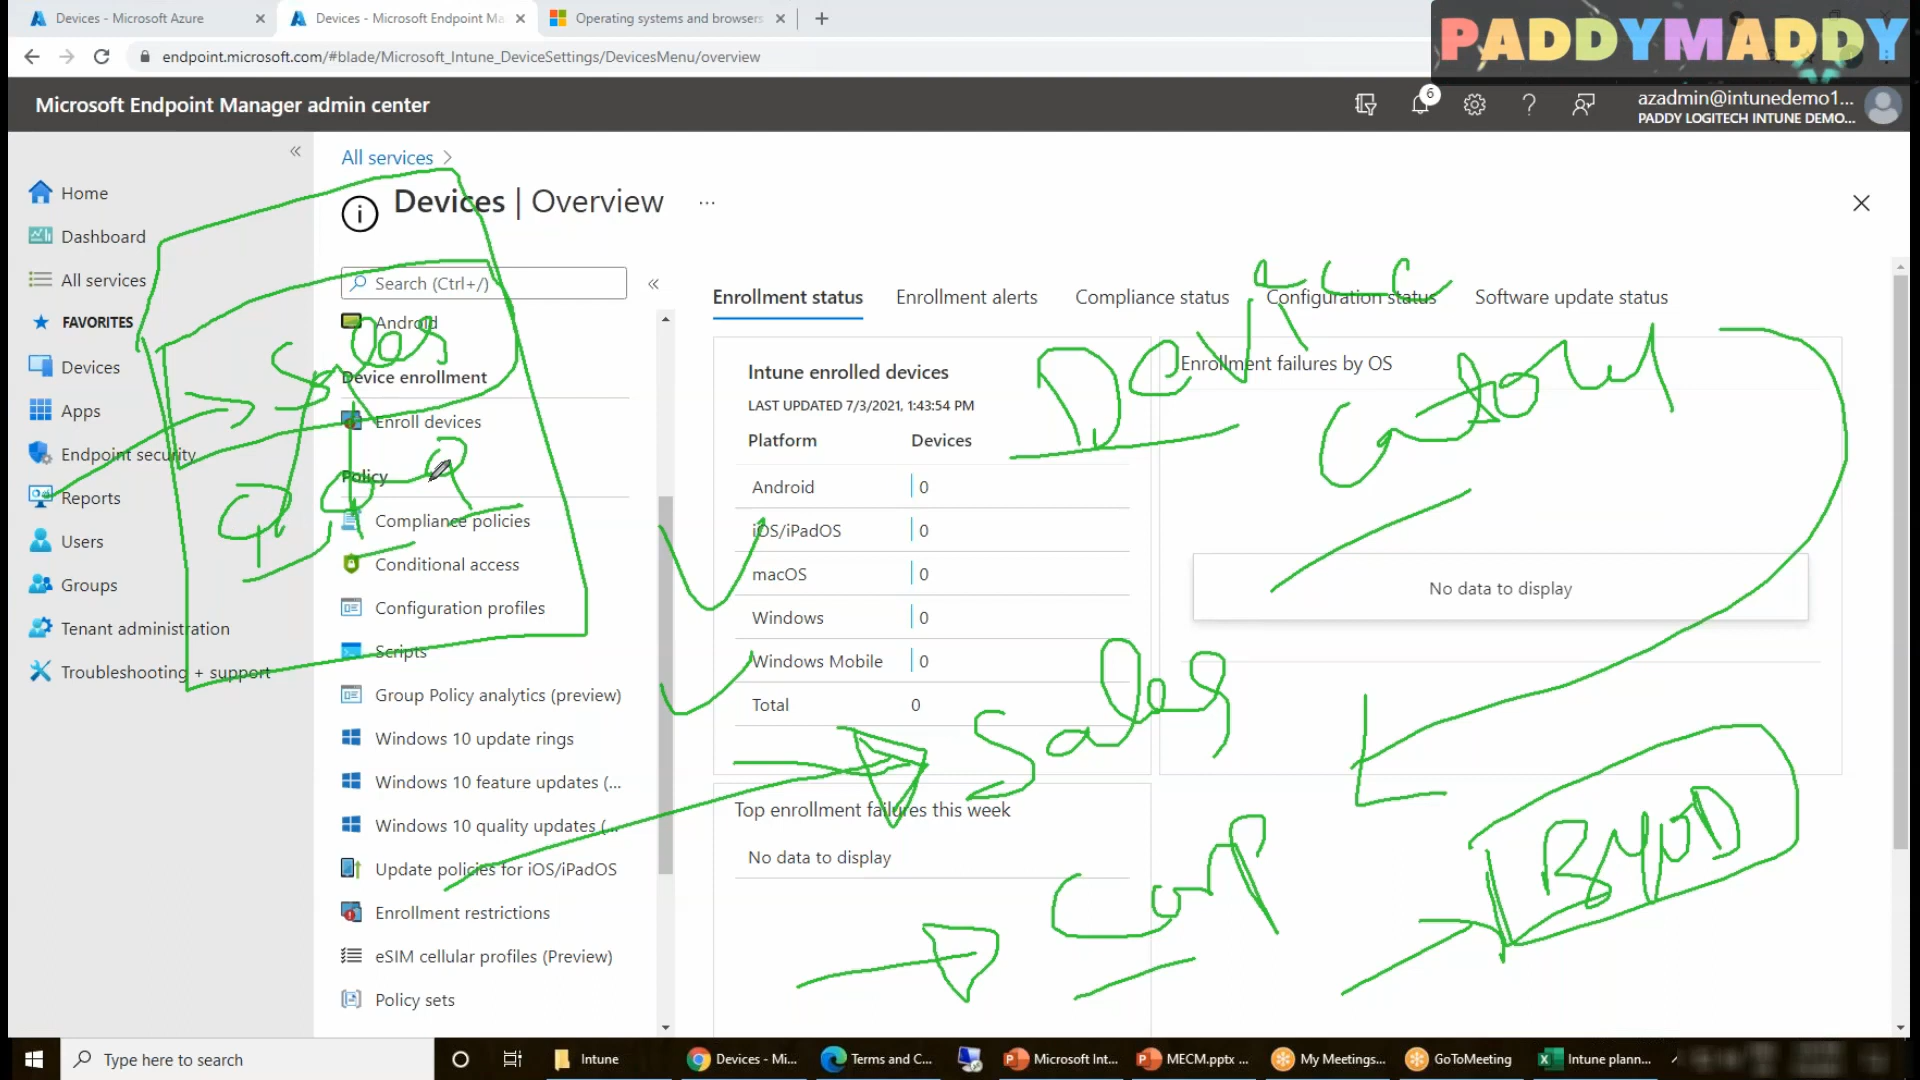 Devices - Microsoft Azure
Devices - Microsoft Endpoint Ma
Operating systems and browsers
PADDYMADDY
endpoint.microsoft.com/#blade/Microsoft_Intune_DeviceSettings/DevicesMenu/overview
Microsoft Endpoint Manager admin center
6
azadmin@intunedemo1...
PADDY LOGITECH INTUNE DEMO...
Home
Dashboard
All services
FAVORITES
Devices
Apps
Endpoint security
Reports
Users
Groups
Tenant administration
Troubleshooting + support
All services
Devices | Overview
Search (Ctrl+/)
Android
Device enrollment
Enroll devices
Policy
Compliance policies
Conditional access
Configuration profiles
Scripts
Group Policy analytics (preview)
Windows 10 update rings
Windows 10 feature updates (...
Windows 10 quality updates (...
Update policies for iOS/iPadOS
Enrollment restrictions
eSIM cellular profiles (Preview)
Policy sets
Sales
Enrollment status
Enrollment alerts
Compliance status
Configuration status
Software update status
Intune enrolled devices
LAST UPDATED 7/3/2021, 1:43:54 PM
Platform Devices
Android 0
iOS/iPadOS 0
macOS 0
Windows 0
Windows Mobile 0
Total 0
Enrollment failures by OS
No data to display
Top enrollment failures this week
No data to display
Device
Sales
Corp
BYOD
Type here to search
Intune
Devices - Mi...
Terms and C...
Microsoft Int...
MECM.pptx ...
My Meetings...
GoToMeeting
Intune plann...